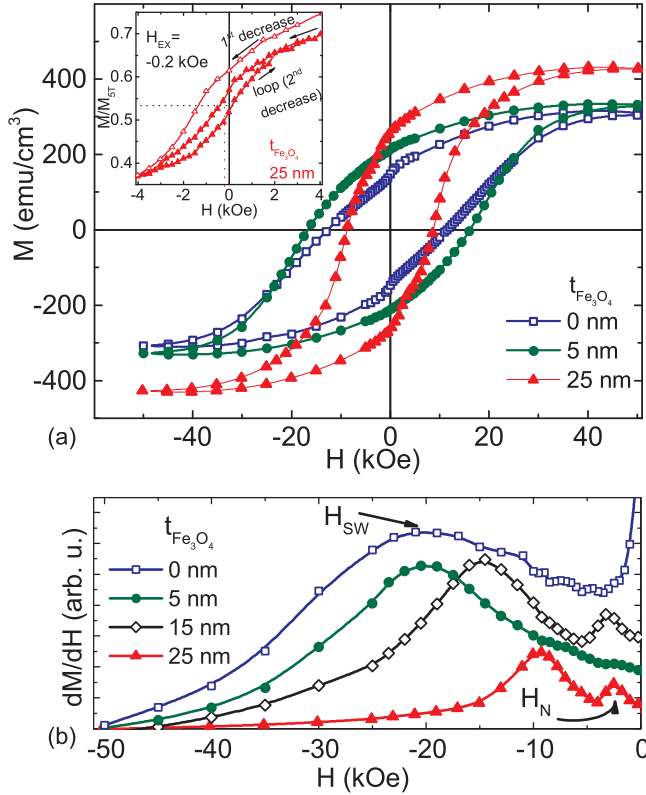 (a)
M (emu/cm³)
400
200
0
-200
-400
-40 -20 0 20 40
H (kOe)
t_Fe₃O₄
0 nm
5 nm
25 nm
M/M_5T
0.7
0.6
0.5
0.4
-4 -2 0 2 4
H (kOe)
H_EX=
-0.2 kOe
1st decrease
loop (2nd
decrease)
t_Fe₃O₄
25 nm
(b)
dM/dH (arb. u.)
t_Fe₃O₄
0 nm
5 nm
15 nm
25 nm
H_SW
H_N
-50 -40 -30 -20 -10 0
H (kOe)